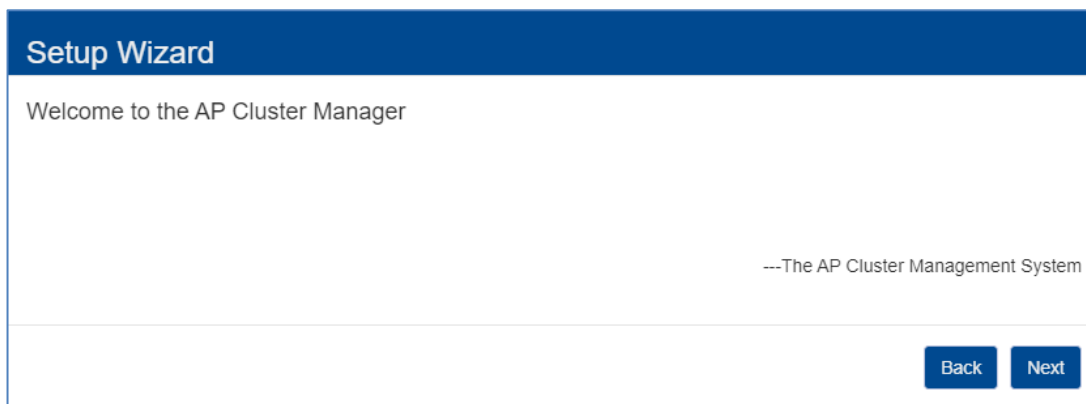 Setup Wizard
Welcome to the AP Cluster Manager
---The AP Cluster Management System
Back Next